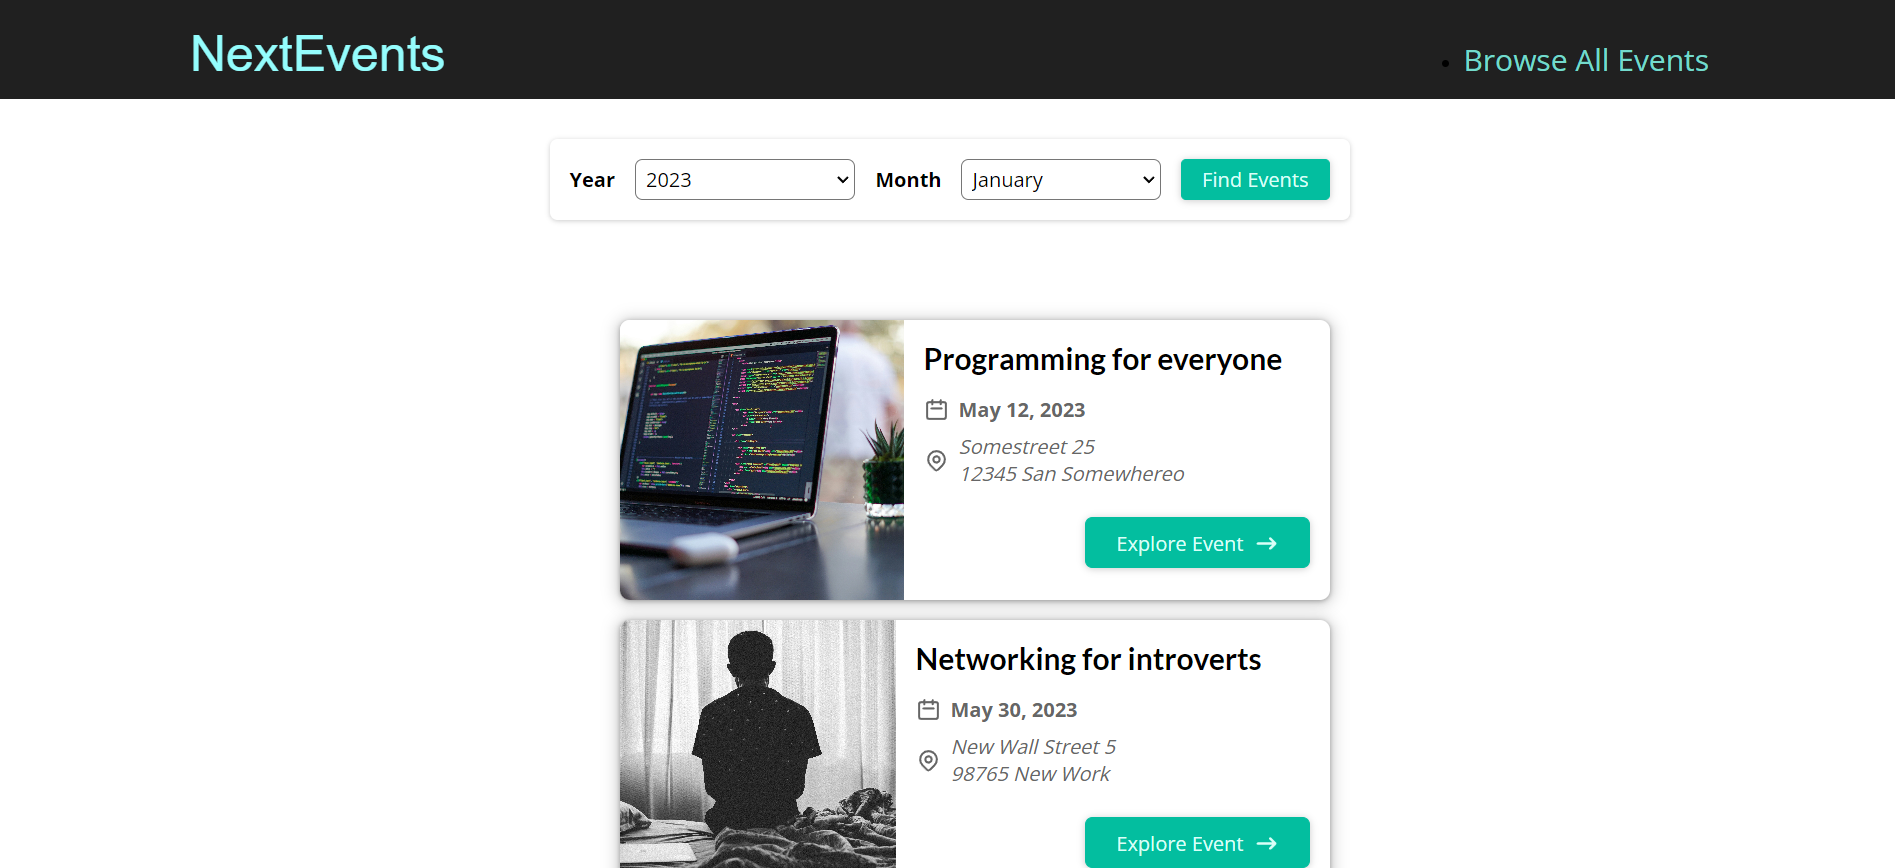 NextEvents
Browse All Events
Year 2023 Month January Find Events
Programming for everyone
May 12, 2023
Somestreet 25
12345 San Somewhereo
Explore Event
Networking for introverts
May 30, 2023
New Wall Street 5
98765 New Work
Explore Event